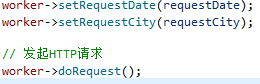 worker->setRequestDate(requestDate);
worker->setRequestCity(requestCity);
// 发起HTTP请求
worker->doRequest();